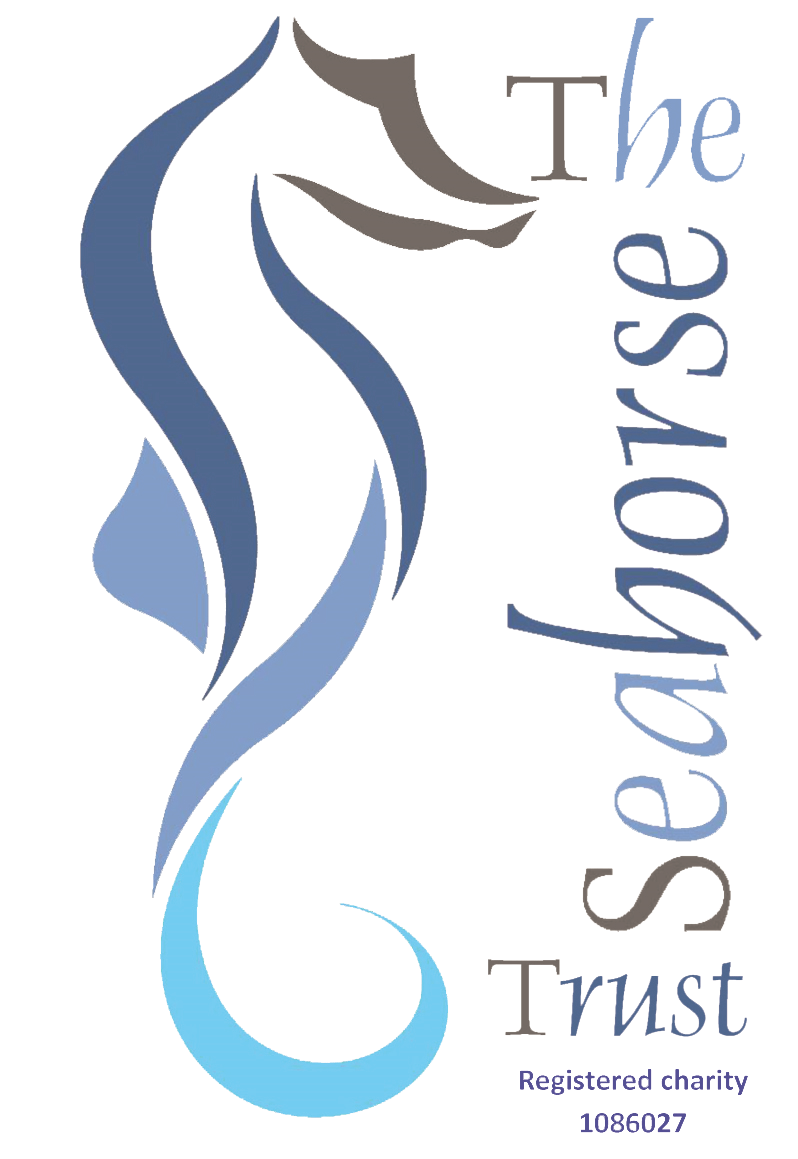 The
Seahorse
Trust
Registered charity
1086027